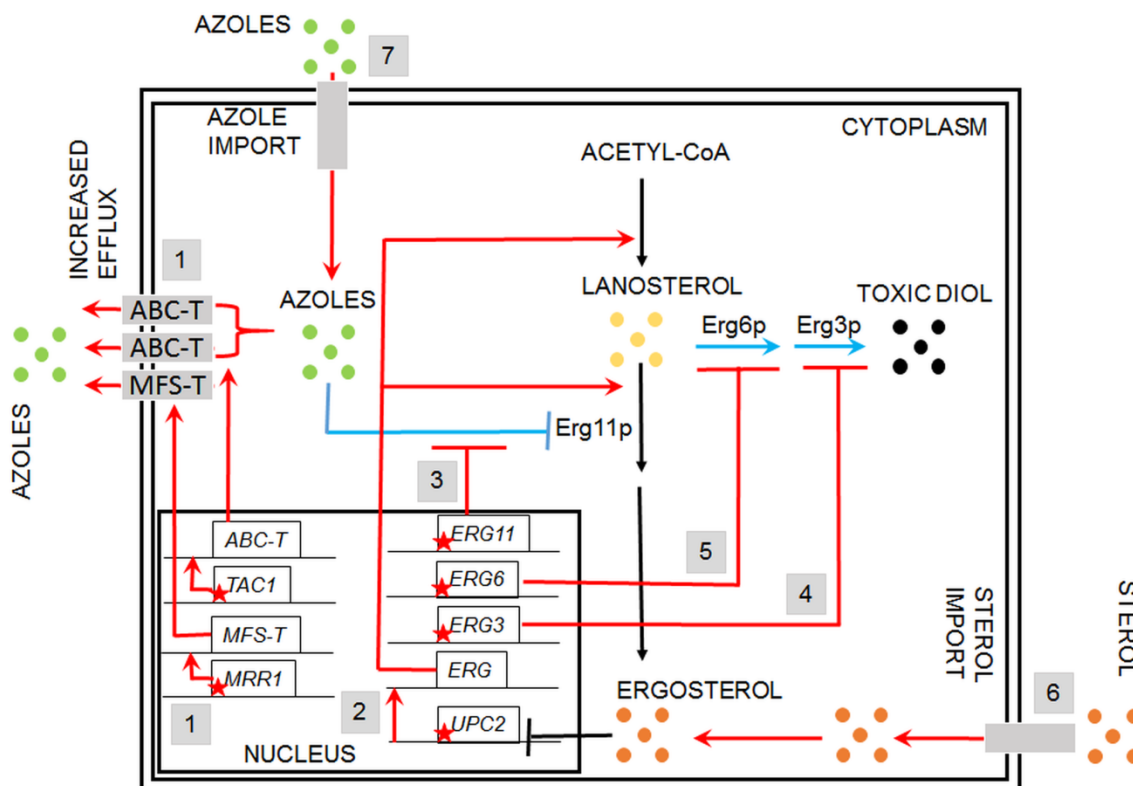 AZOLES
7
AZOLE
IMPORT
CYTOPLASM
ACETYL-CoA
INCREASED
EFFLUX
1
AZOLES
LANOSTEROL
TOXIC DIOL
ABC-T
ABC-T
MFS-T
Erg6p
Erg3p
AZOLES
Erg11p
3
ABC-T
TAC1
MFS-T
MRR1
1
NUCLEUS
ERG11
ERG6
ERG3
ERG
UPC2
2
5
4
ERGOSTEROL
STEROL
IMPORT
6
STEROL